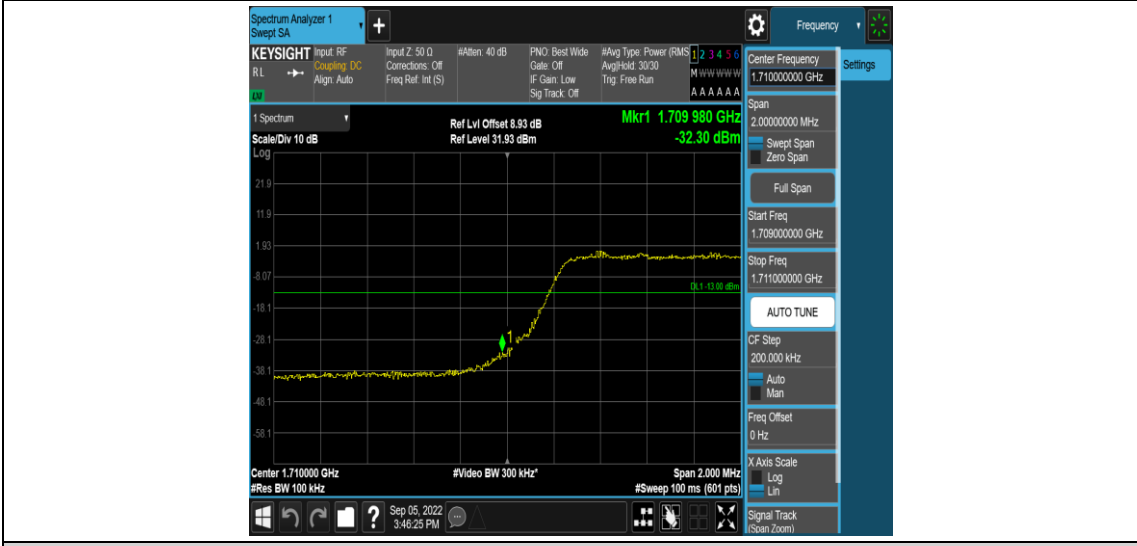 Spectrum Analyzer 1
Swept SA
+
Frequency
KEYSIGHT
RL
Input: RF
Coupling: DC
Align: Auto
Input Z: 50 Ω
Corrections: Off
Freq Ref: Int (S)
#Atten: 40 dB
PNO: Best Wide
Gate: Off
IF Gain: Low
Sig Track: Off
#Avg Type: Power (RMS
Avg|Hold: 30/30
Trig: Free Run
1 2 3 4 5 6
M W W W W W
A A A A A A
1 Spectrum
Scale/Div 10 dB
Log
Ref Lvl Offset 8.93 dB
Ref Level 31.93 dBm
Mkr1 1.709 980 GHz
-32.30 dBm
21.9
11.9
1.93
-8.07
-18.1
-28.1
-38.1
-48.1
-58.1
DL1 -13.00 dBm
1
Center 1.710000 GHz
#Res BW 100 kHz
#Video BW 300 kHz*
Span 2.000 MHz
#Sweep 100 ms (601 pts)
?
Sep 05, 2022
3:46:25 PM
Center Frequency
1.710000000 GHz
Settings
Span
2.00000000 MHz
Swept Span
Zero Span
Full Span
Start Freq
1.709000000 GHz
Stop Freq
1.711000000 GHz
AUTO TUNE
CF Step
200.000 kHz
Auto
Man
Freq Offset
0 Hz
X Axis Scale
Log
Lin
Signal Track
(Span Zoom)